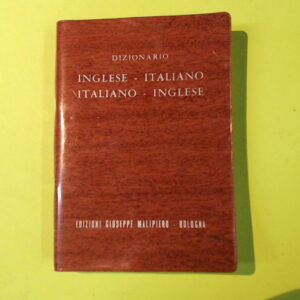 DIZIONARIO
INGLESE - ITALIANO
ITALIANO - INGLESE
EDIZIONI GIUSEPPE MALIPIERO - BOLOGNA